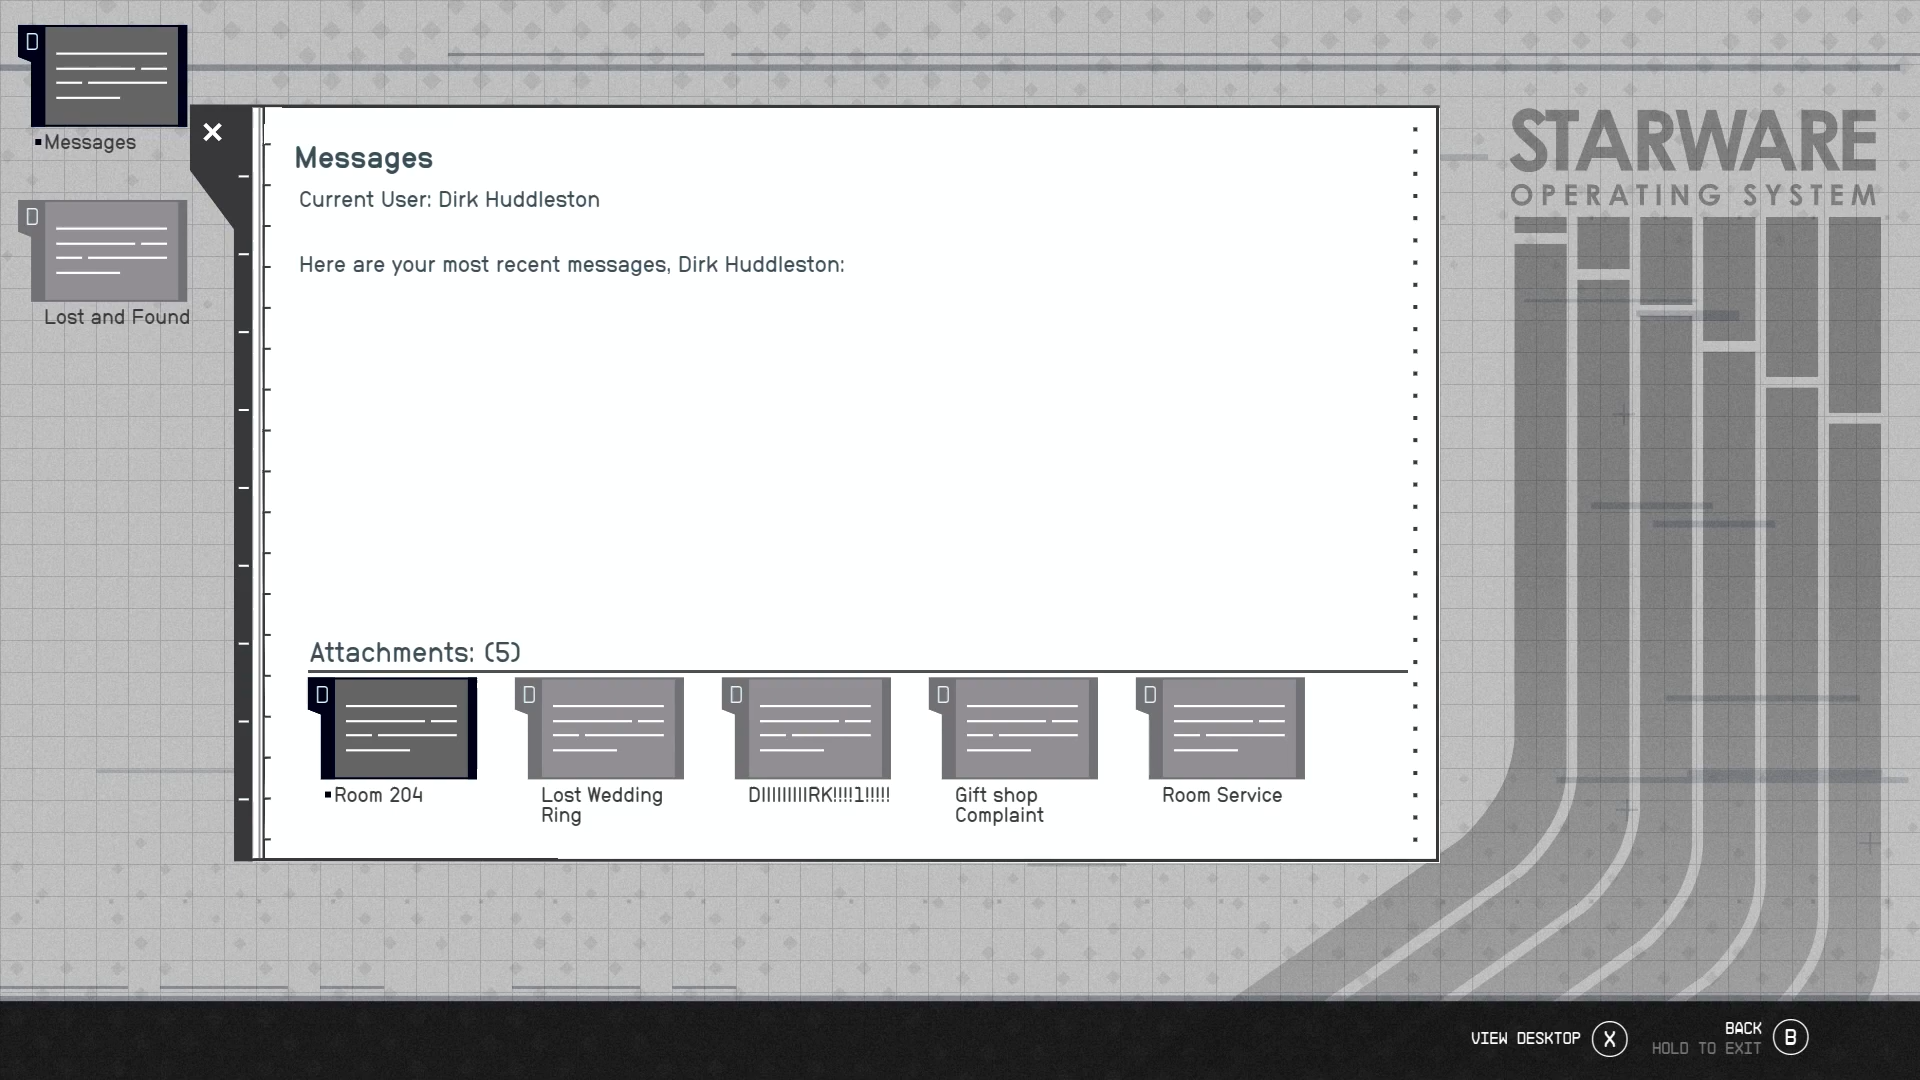 Messages
Lost and Found
Messages
Current User: Dirk Huddleston
Here are your most recent messages, Dirk Huddleston:
Attachments: (5)
Room 204
Lost Wedding
Ring
DIIIIIIIIIRK!!!!1!!!!!
Gift shop
Complaint
Room Service
STARWARE
OPERATING SYSTEM
VIEW DESKTOP X
BACK B
HOLD TO EXIT